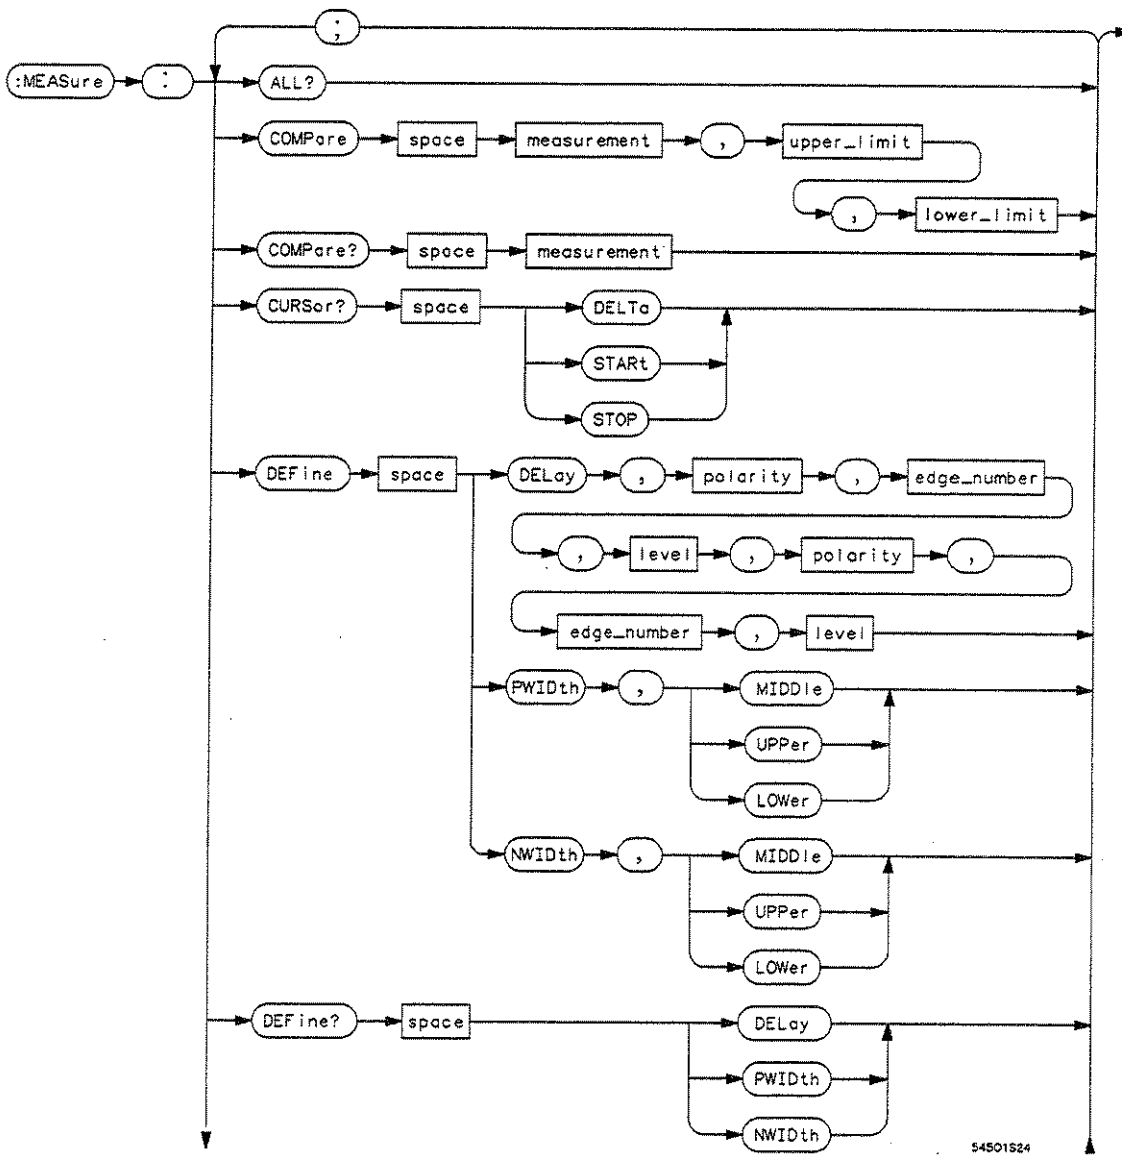 ;
:MEASure : ALL?
COMPare space measurement , upper_limit
, lower_limit
COMPare? space measurement
CURSor? space DELTa
STARt
STOP
DEFine space DELay , polarity , edge_number
, level , polarity ,
edge_number , level
PWIDth , MIDDle
UPPer
LOWer
NWIDth , MIDDle
UPPer
LOWer
DEFine? space DELay
PWIDth
NWIDth
54501S24